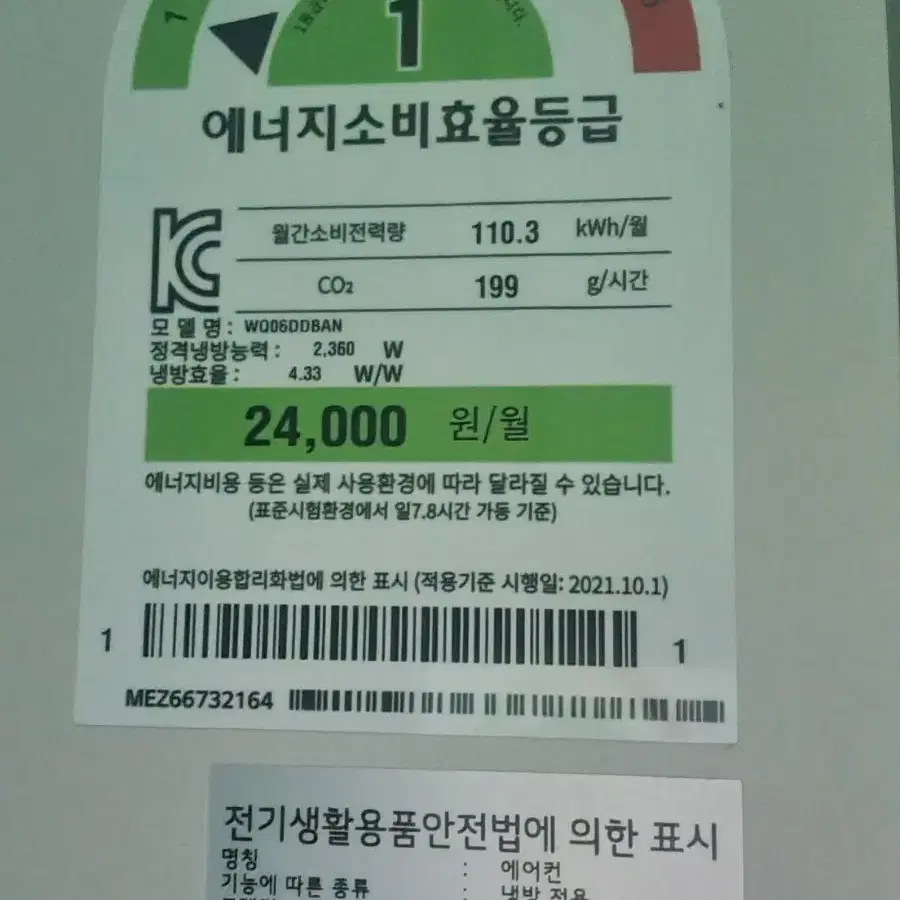 1
1
에너지소비효율등급
월간소비전력량 110.3 kWh/월
CO₂ 199 g/시간
모 델 명 : WQ06DDBAN
정격냉방능력 : 2,360 W
냉방효율 : 4.33 W/W
24,000 원/월
에너지비용 등은 실제 사용환경에 따라 달라질 수 있습니다.
(표준시험환경에서 일7.8시간 가동 기준)
에너지이용합리화법에 의한 표시 (적용기준 시행일: 2021.10.1)
1 1
MEZ66732164
전기생활용품안전법에 의한 표시
명칭 : 에어컨
기능에 따른 종류 : 냉방 전용